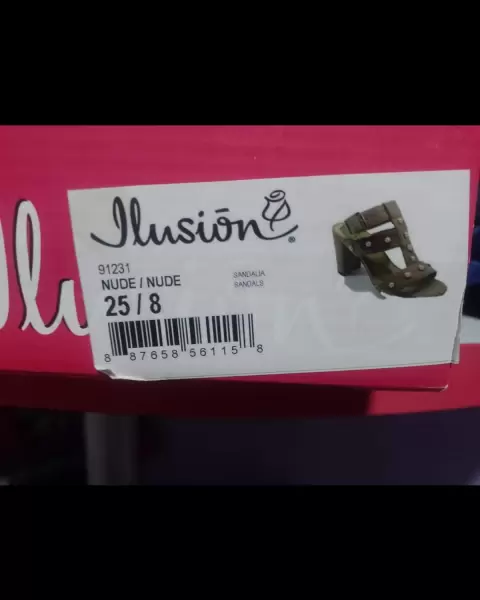 Ilusión®
91231
NUDE / NUDE
25 / 8
SANDALIA
SANDALS
8 87658 56115 8